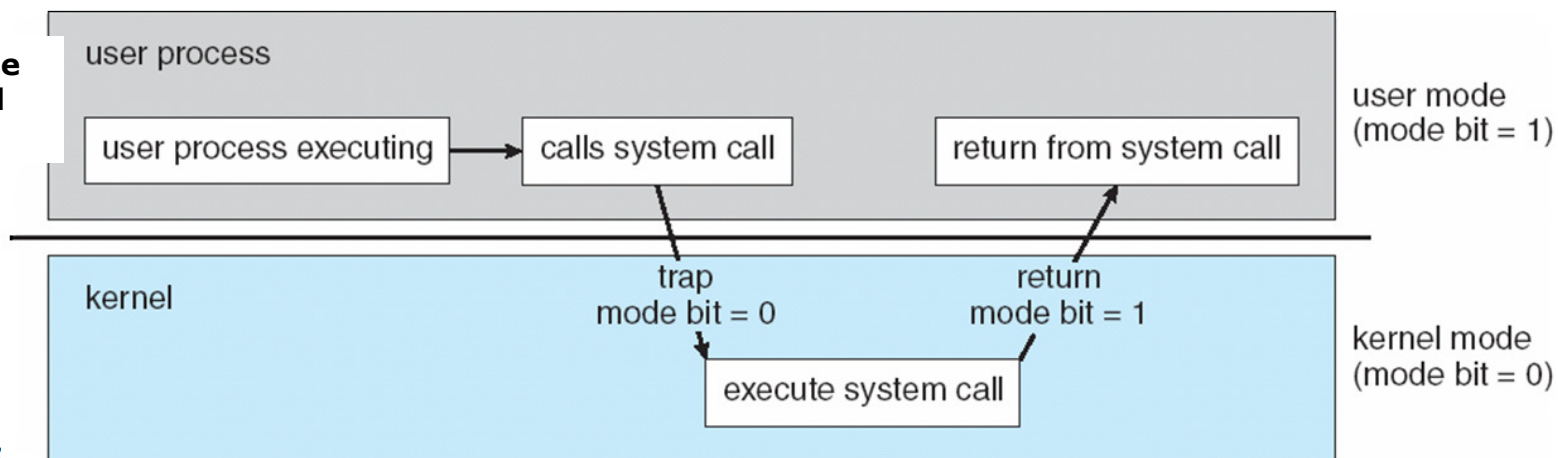 user process
user process executing
calls system call
return from system call
user mode
(mode bit = 1)
kernel
trap
mode bit = 0
return
mode bit = 1
execute system call
kernel mode
(mode bit = 0)